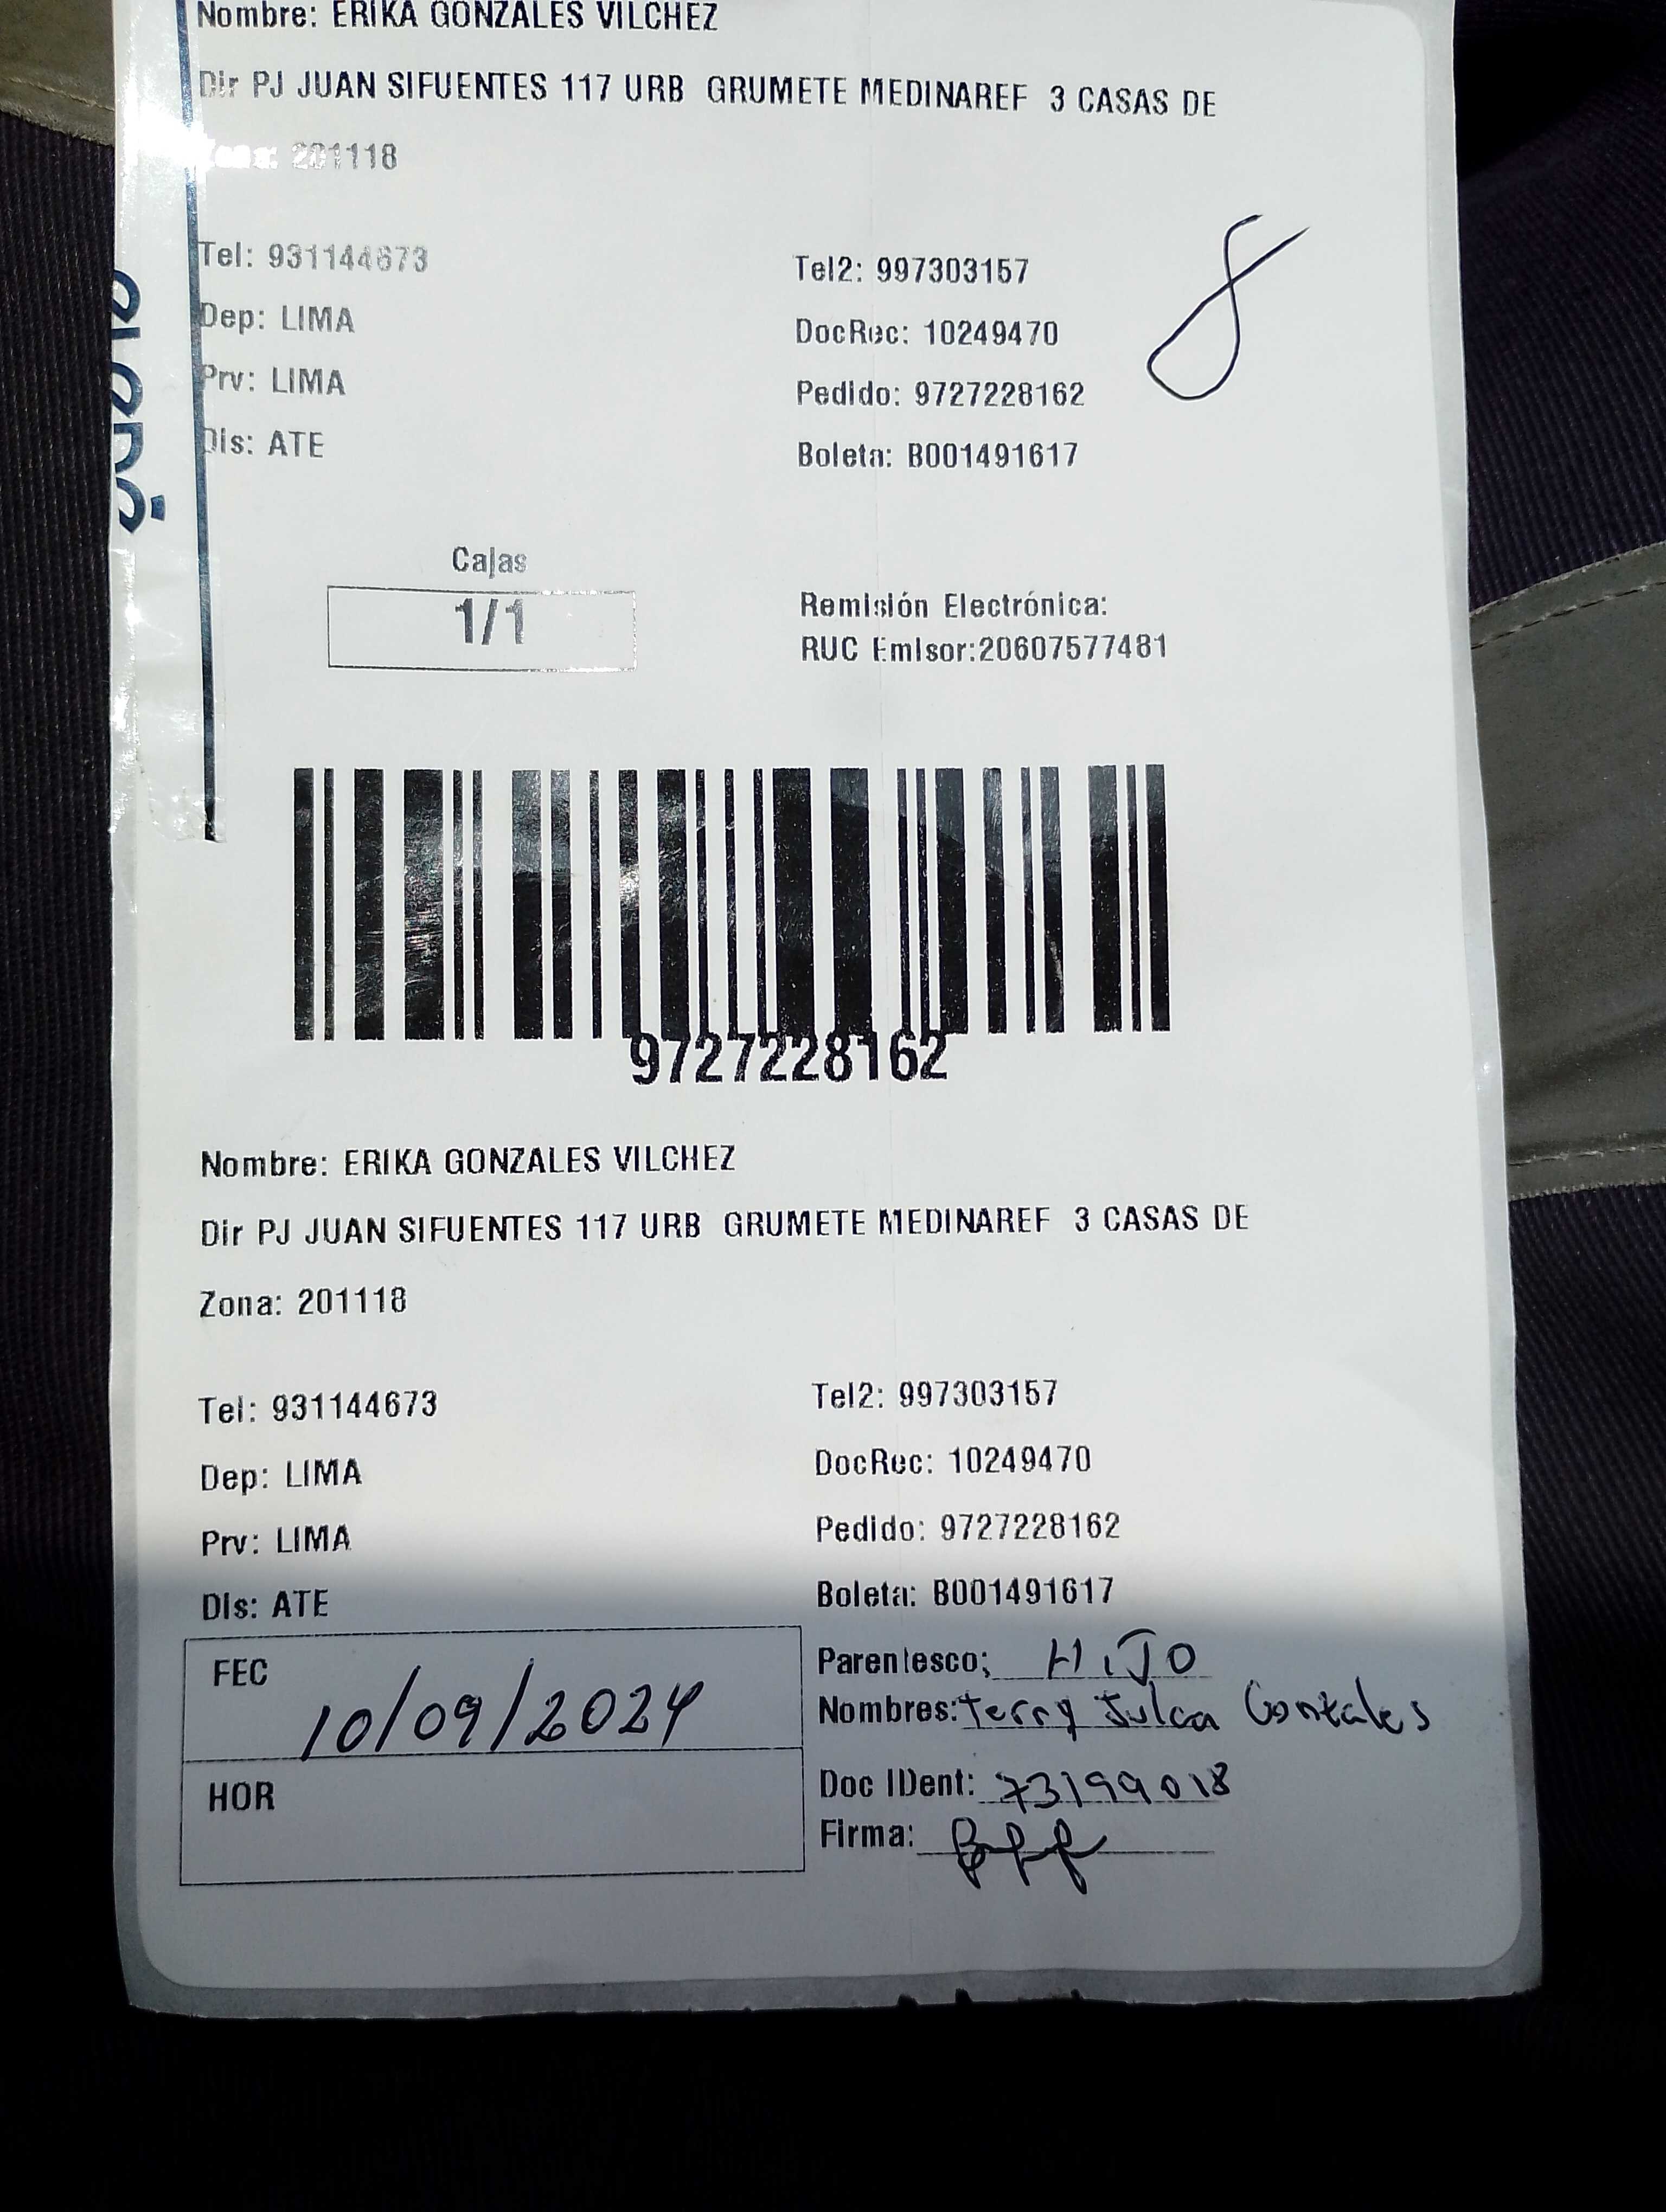 Nombre: ERIKA GONZALES VILCHEZ
Dir PJ JUAN SIFUENTES 117 URB GRUMETE MEDINAREF 3 CASAS DE
Zona: 201118
8
Tel: 931144673
Tel2: 997303157
Dep: LIMA
DocRec: 10249470
Prv: LIMA
Pedido: 9727228162
Dis: ATE
Boleta: B001491617
Cajas
1/1
Remisión Electrónica:
RUC Emisor:20607577481
9727228162
Nombre: ERIKA GONZALES VILCHEZ
Dir PJ JUAN SIFUENTES 117 URB GRUMETE MEDINAREF 3 CASAS DE
Zona: 201118
Tel: 931144673
Tel2: 997303157
Dep: LIMA
DocRec: 10249470
Prv: LIMA
Pedido: 9727228162
Dis: ATE
Boleta: B001491617
FEC
10/09/2024
HOR
Parentesco: HiJO
Nombres: Terry Julca Gonzales
Doc IDent: 73199018
Firma: